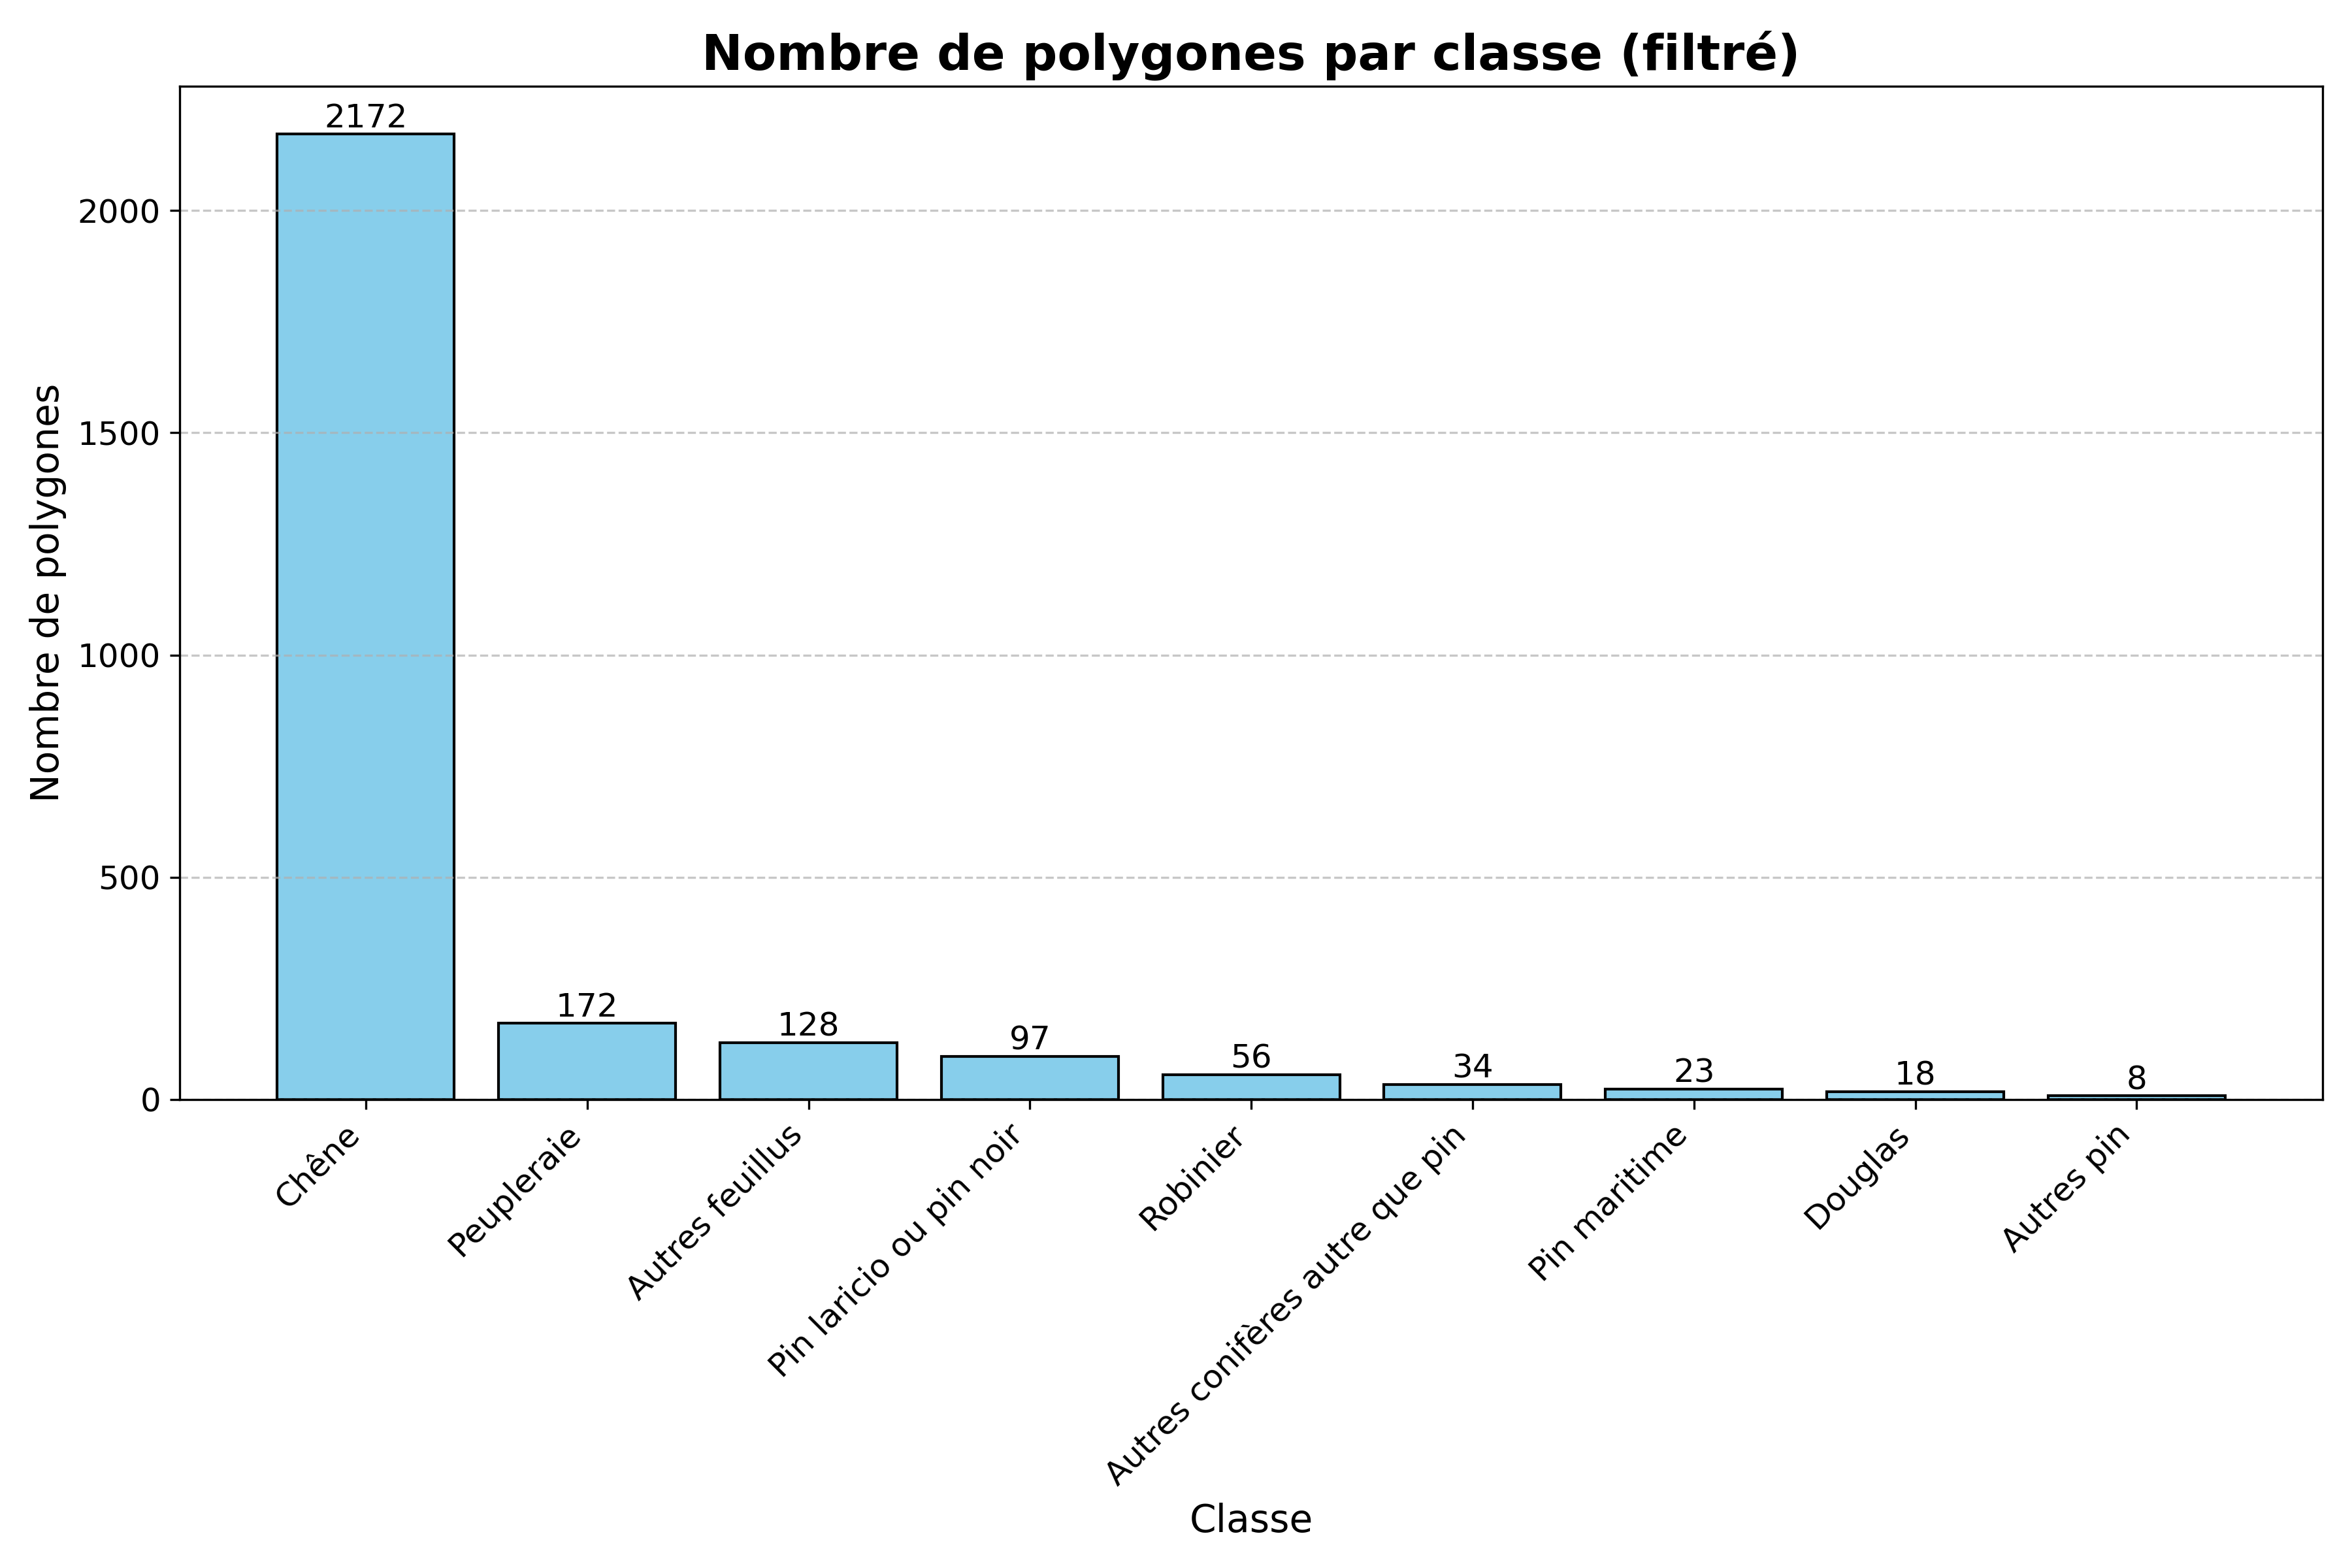 Nombre de polygones par classe (filtré)
Nombre de polygones
2000
1500
1000
500
0
2172
172
128
97
56
34
23
18
8
Chêne
Peupleraie
Autres feuillus
Pin laricio ou pin noir
Robinier
Autres conifères autre que pin
Pin maritime
Douglas
Autres pin
Classe